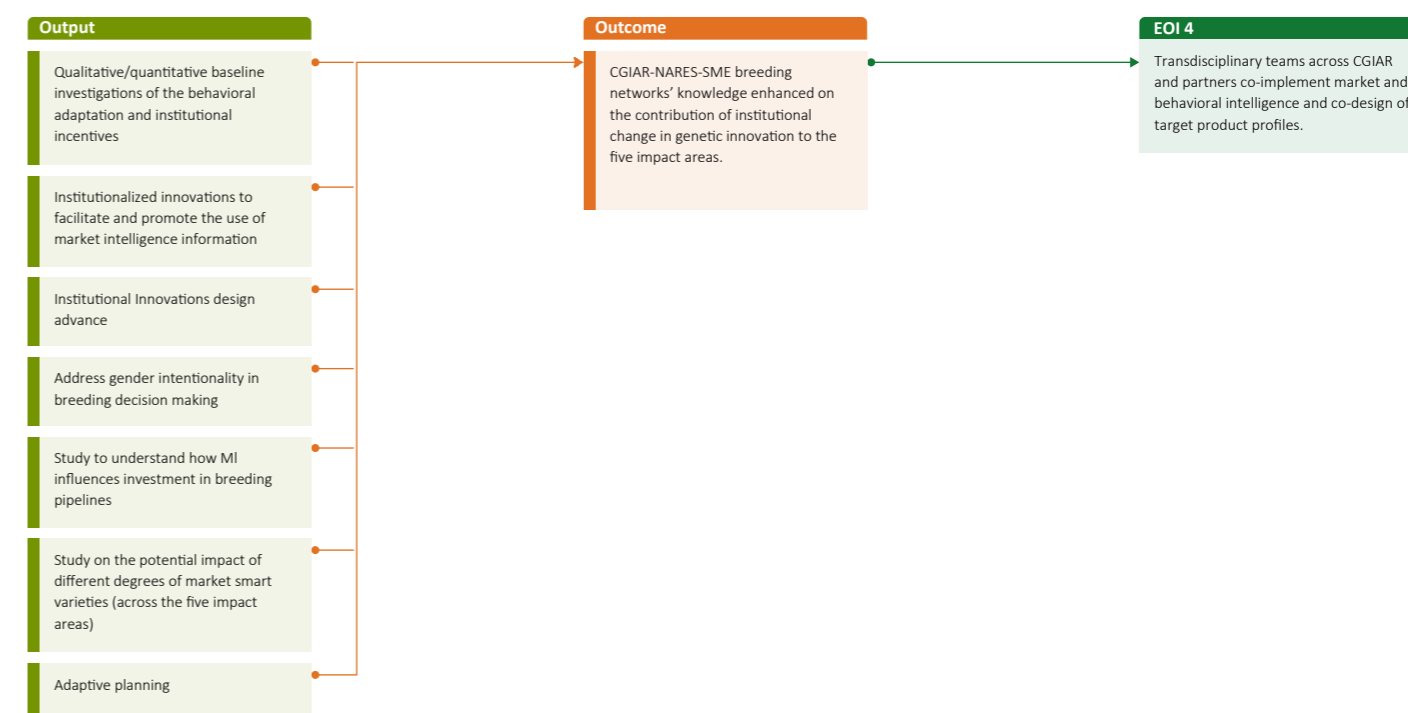 Output
Qualitative/quantitative baseline
investigations of the behavioral
adaptation and institutional
incentives
Institutionalized innovations to
facilitate and promote the use of
market intelligence information
Institutional Innovations design
advance
Address gender intentionality in
breeding decision making
Study to understand how MI
influences investment in breeding
pipelines
Study on the potential impact of
different degrees of market smart
varieties (across the five impact
areas)
Adaptive planning
Outcome
CGIAR-NARES-SME breeding
networks’ knowledge enhanced on
the contribution of institutional
change in genetic innovation to the
five impact areas.
EOI 4
Transdisciplinary teams across CGIAR
and partners co-implement market and
behavioral intelligence and co-design of
target product profiles.